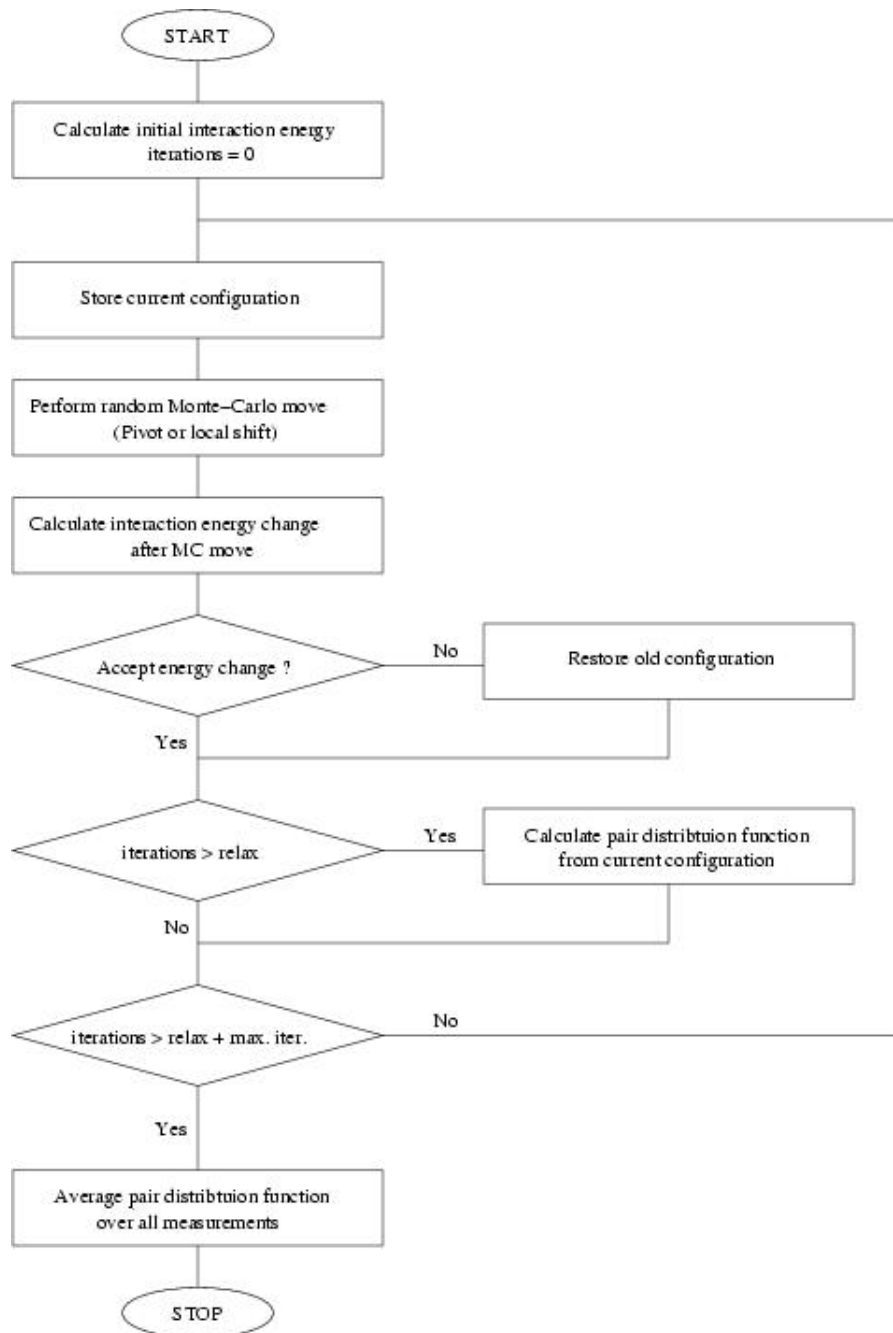 START
Calculate initial interaction energy
iterations = 0
Store current configuration
Perform random Monte−Carlo move
(Pivot or local shift)
Calculate interaction energy change
after MC move
Accept energy change ?
No
Restore old configuration
Yes
iterations > relax
Yes
Calculate pair distribtuion function
from current configuration
No
iterations > relax + max. iter.
No
Yes
Average pair distribtuion function
over all measurements
STOP